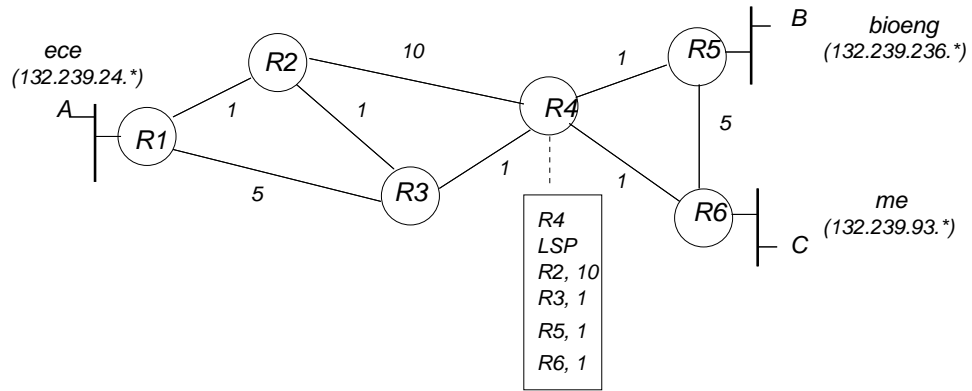 ece
(132.239.24.*)
A
R1
R2
10
1
1
5
R3
1
R4
1
1
R5
5
R6
B
bioeng
(132.239.236.*)
me
(132.239.93.*)
C
R4
LSP
R2, 10
R3, 1
R5, 1
R6, 1